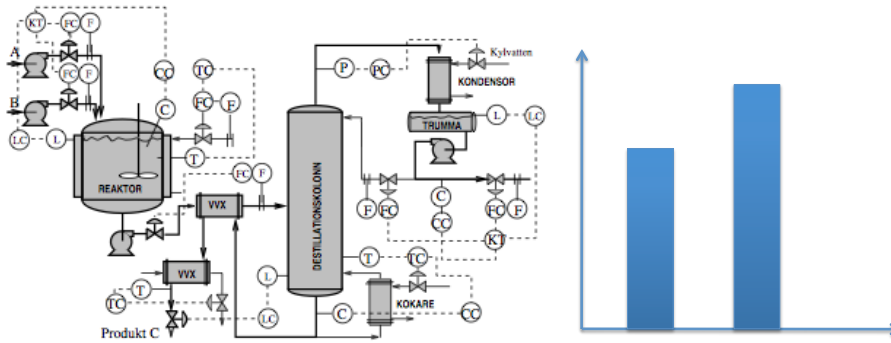 KT
FC
F
A
FC
F
CC
TC
B
C
FC
F
LC
L
T
REAKTOR
FC
F
VVX
VVX
T
TC
LC
L
Produkt C
P
PC
Kylvatten
KONDENSOR
TRUMMA
L
LC
DESTILLATIONSKOLONN
F
FC
C
CC
FC
F
KT
T
TC
C
KOKARE
CC